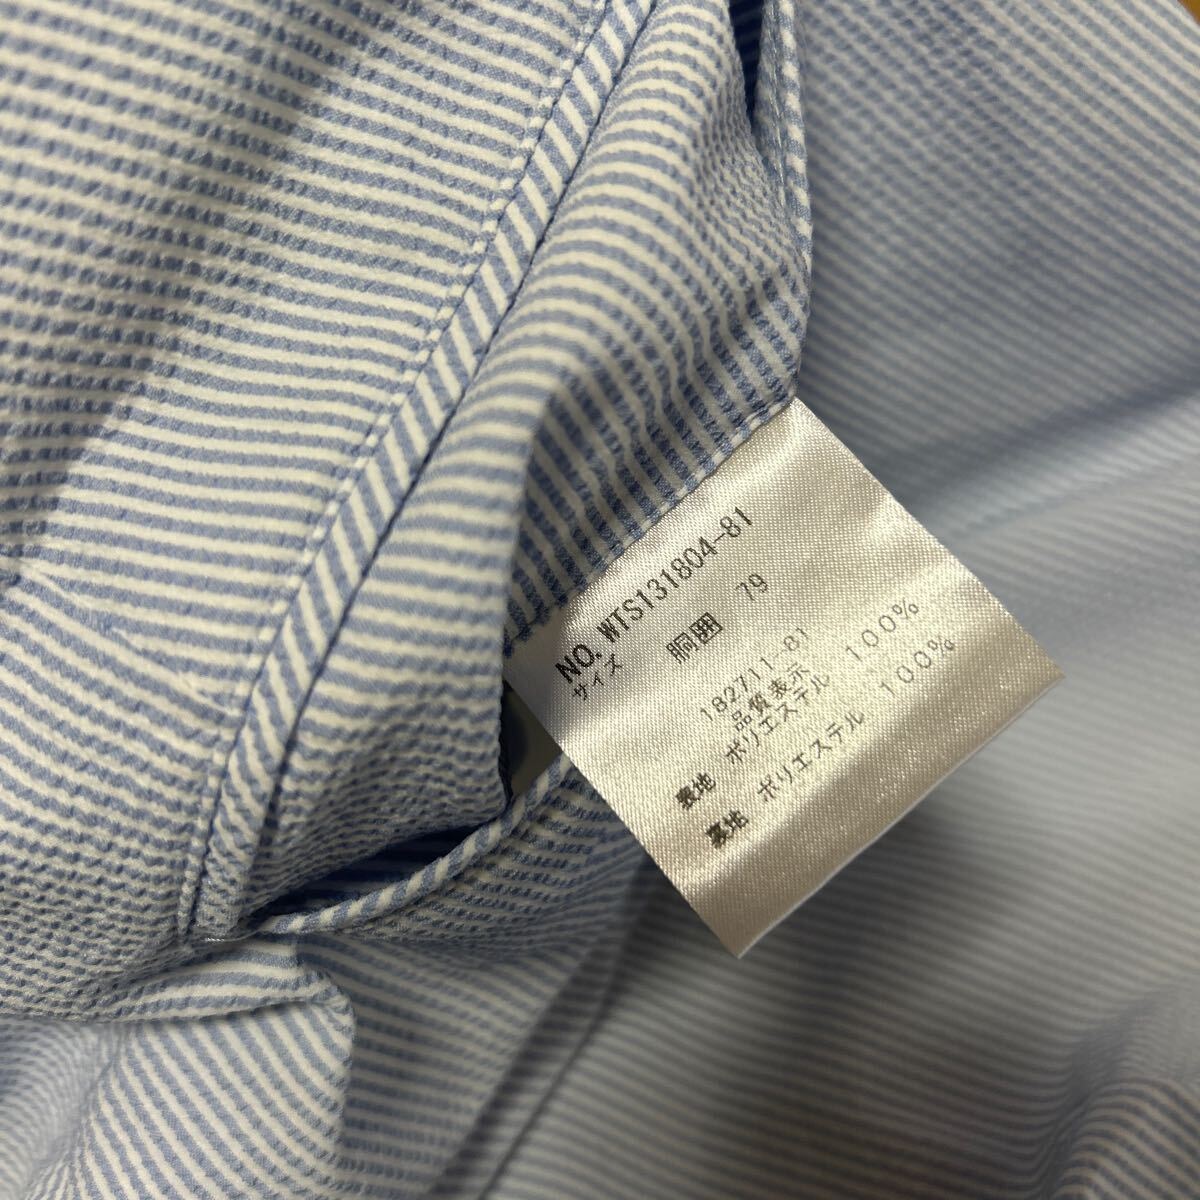 NO. WTS131804-81
サイズ
胴囲 79
182711-81
品質表示
表地 ポリエステル 100%
裏地 ポリエステル 100%